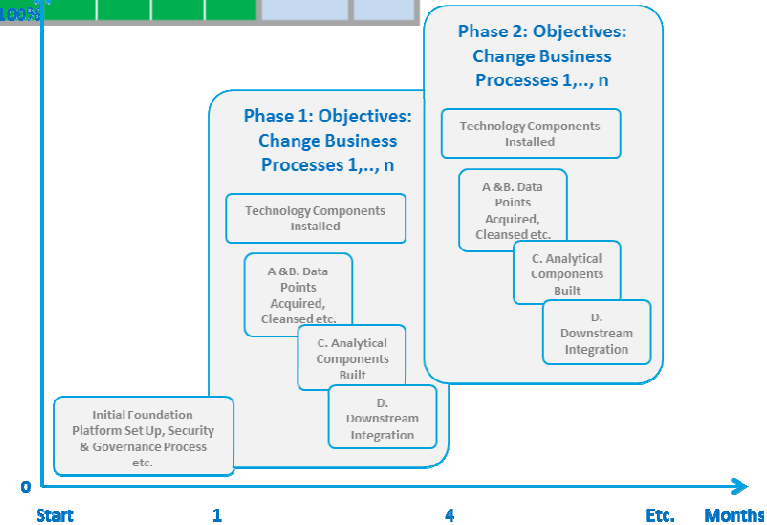 100%
Phase 2: Objectives:
Change Business
Processes 1,.., n
Technology Components
Installed
A &B. Data
Points
Acquired,
Cleansed etc.
C. Analytical
Components
Built
D.
Downstream
Integration
Phase 1: Objectives:
Change Business
Processes 1,.., n
Technology Components
Installed
A &B. Data
Points
Acquired,
Cleansed etc.
C. Analytical
Components
Built
D.
Downstream
Integration
Initial Foundation
Platform Set Up, Security
& Governance Process
etc.
0
Start 1 4 Etc. Months